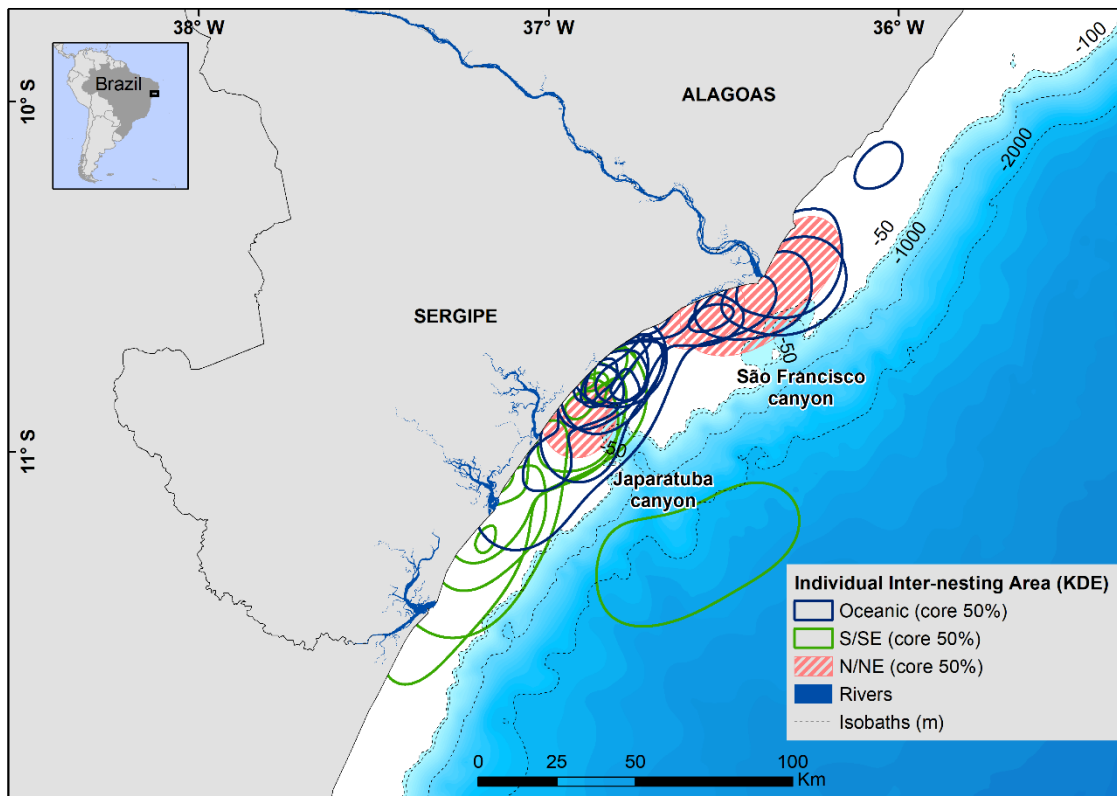 38° W
37° W
36° W
-100
10° S
Brazil
ALAGOAS
-2000
-50
-1000
SERGIPE
-50
São Francisco
canyon
11° S
-50
Japaratuba
canyon
Individual Inter-nesting Area (KDE)
Oceanic (core 50%)
S/SE (core 50%)
N/NE (core 50%)
Rivers
Isobaths (m)
0 25 50 100
Km